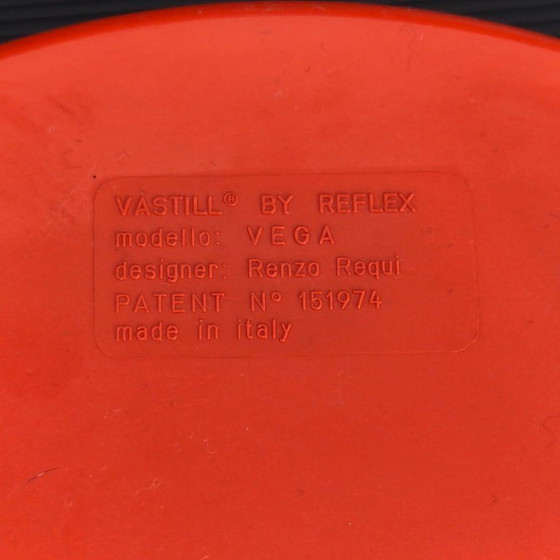 VASTILL® BY REFLEX
modello: VEGA
designer: Renzo Requi
PATENT N° 151974
made in italy